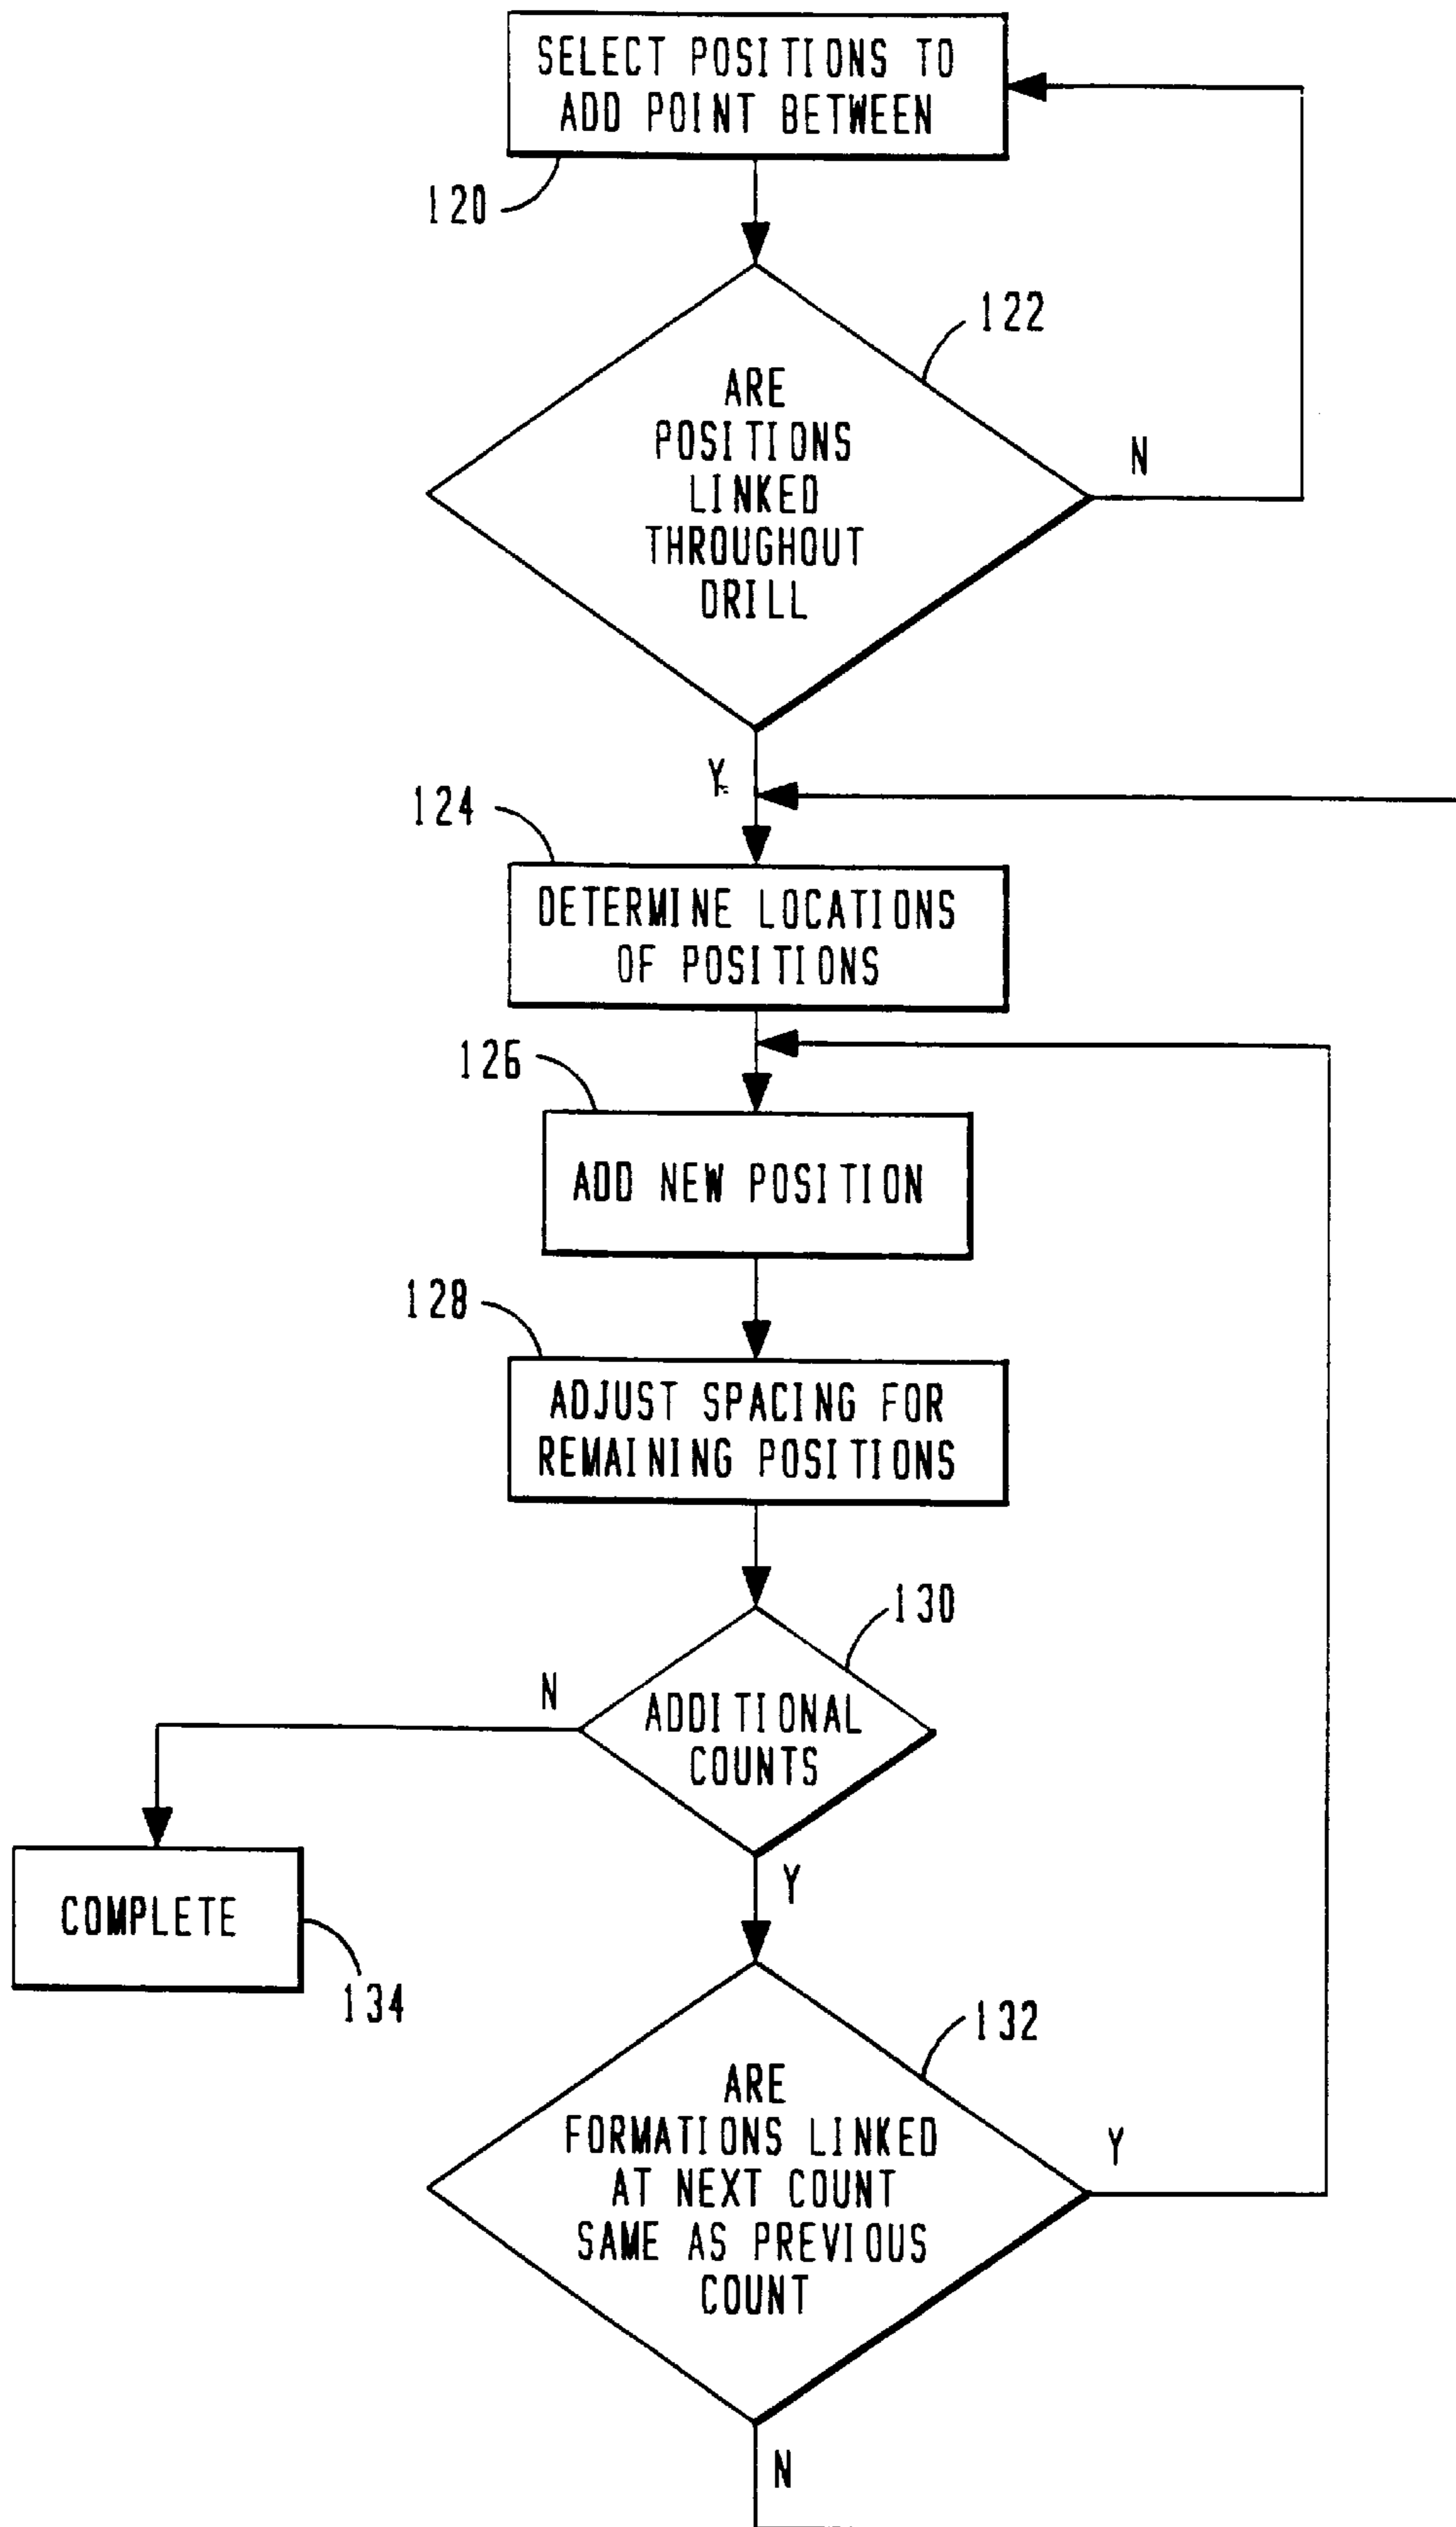 SELECT POSITIONS TO
ADD POINT BETWEEN
120
122
ARE
POSITIONS
LINKED
THROUGHOUT
DRILL
N
Y
124
DETERMINE LOCATIONS
OF POSITIONS
126
ADD NEW POSITION
128
ADJUST SPACING FOR
REMAINING POSITIONS
130
N
ADDITIONAL
COUNTS
Y
COMPLETE
134
132
ARE
FORMATIONS LINKED
AT NEXT COUNT
SAME AS PREVIOUS
COUNT
Y
N